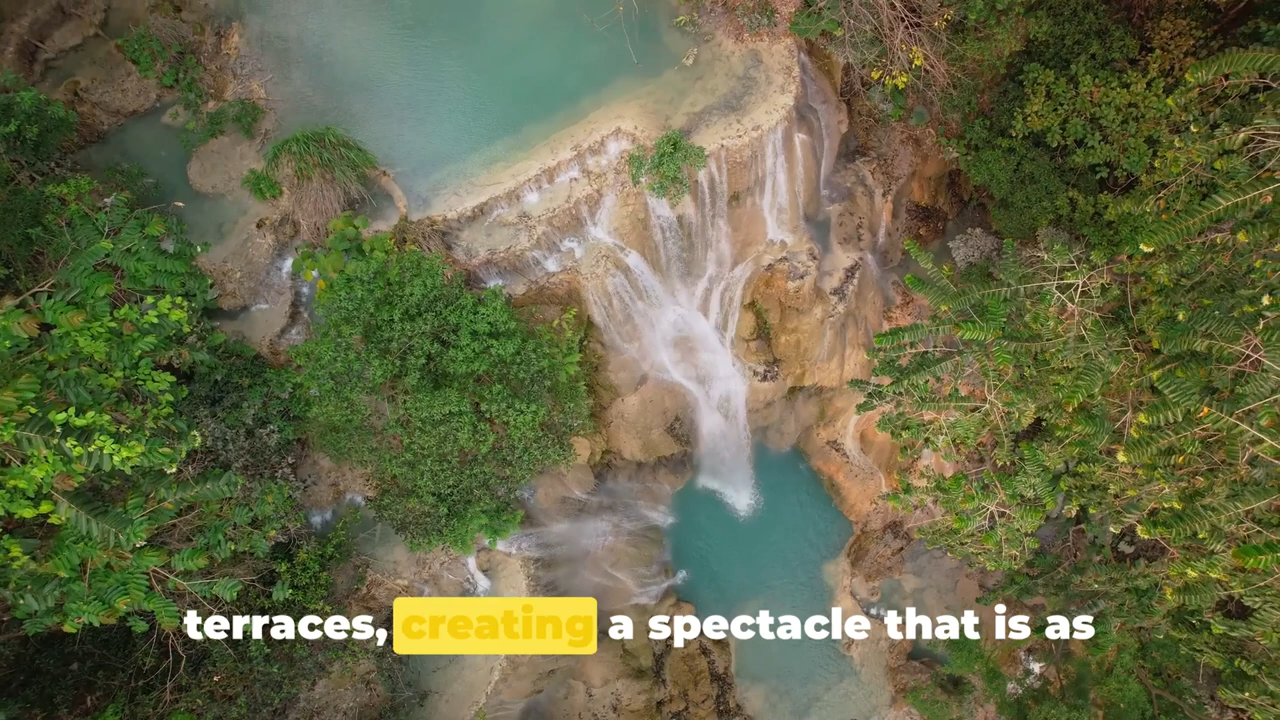 terraces, creating a spectacle that is as